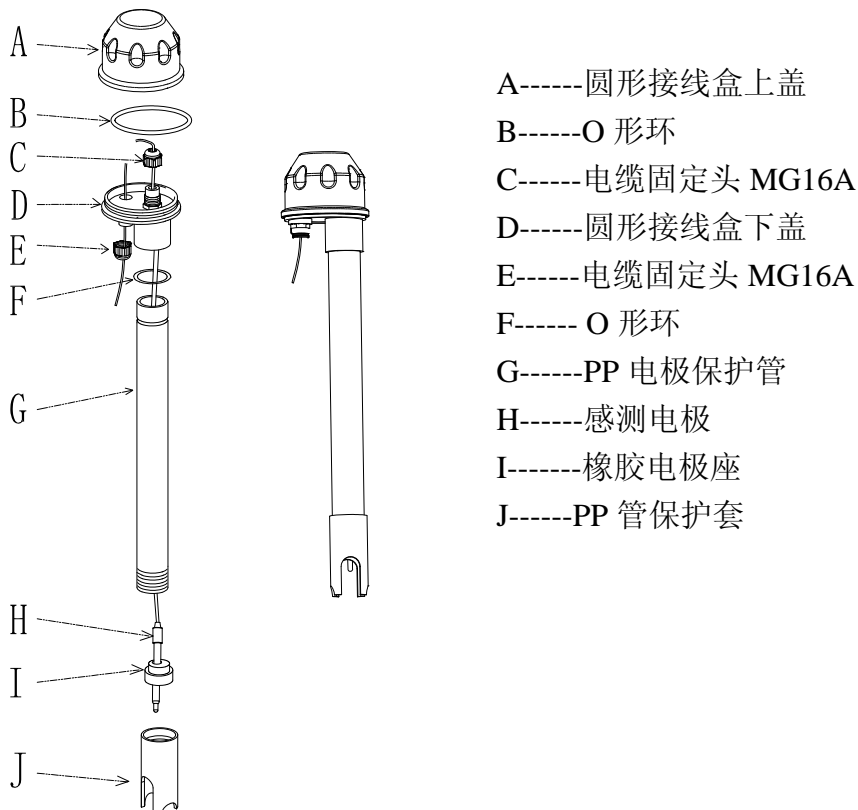 A
B
C
D
E
F
G
H
I
J
A------圆形接线盒上盖
B------O 形环
C------电缆固定头 MG16A
D------圆形接线盒下盖
E------电缆固定头 MG16A
F------ O 形环
G------PP 电极保护管
H------感测电极
I-------橡胶电极座
J------PP 管保护套